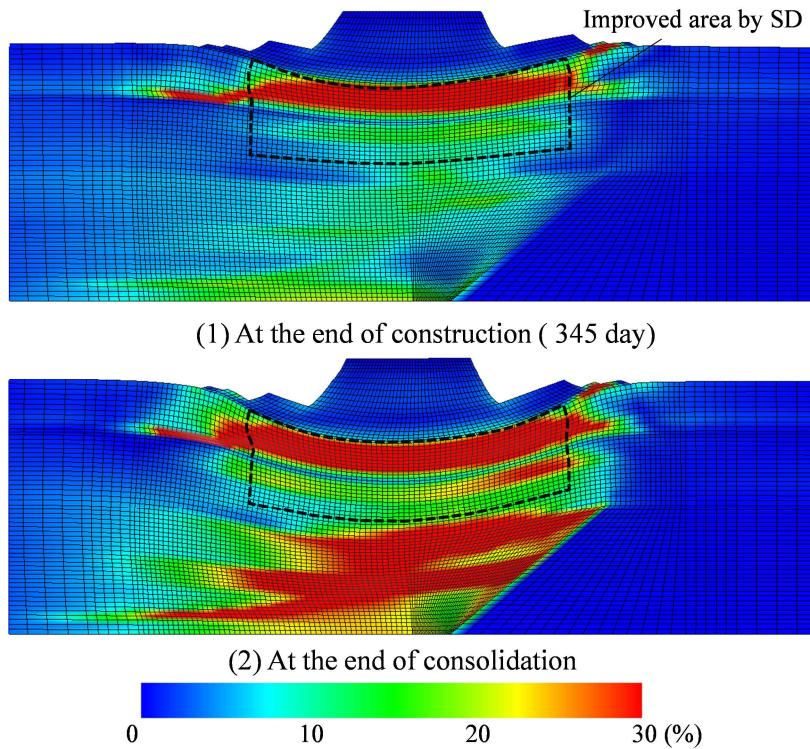 Improved area by SD
(1) At the end of construction ( 345 day)
(2) At the end of consolidation
0 10 20 30 (%)